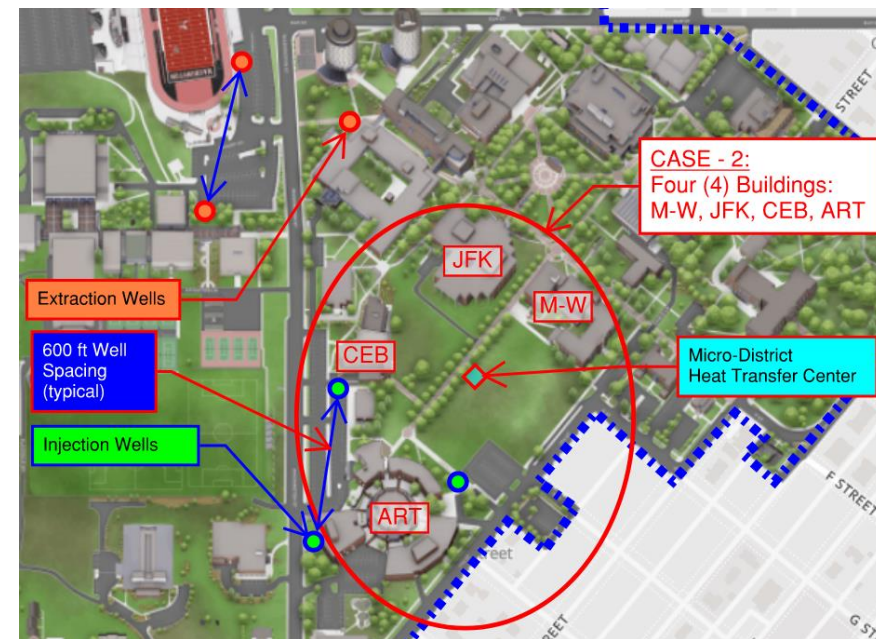 STREET
CASE - 2:
Four (4) Buildings:
M-W, JFK, CEB, ART
JFK
Extraction Wells
M-W
600 ft Well
Spacing
(typical)
CEB
Micro-District
Heat Transfer Center
Injection Wells
F STREET
ART
G ST